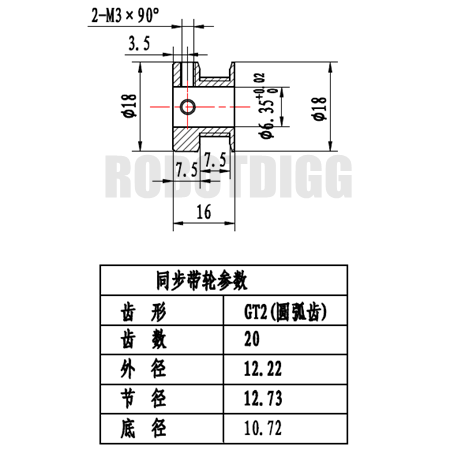 2-M3×90°
3.5
φ18
φ6.35 +0.02 0
φ18
7.5
7.5
16
ROBOTDIGG
同步带轮参数
齿 形 GT2(圆弧齿)
齿 数 20
外 径 12.22
节 径 12.73
底 径 10.72